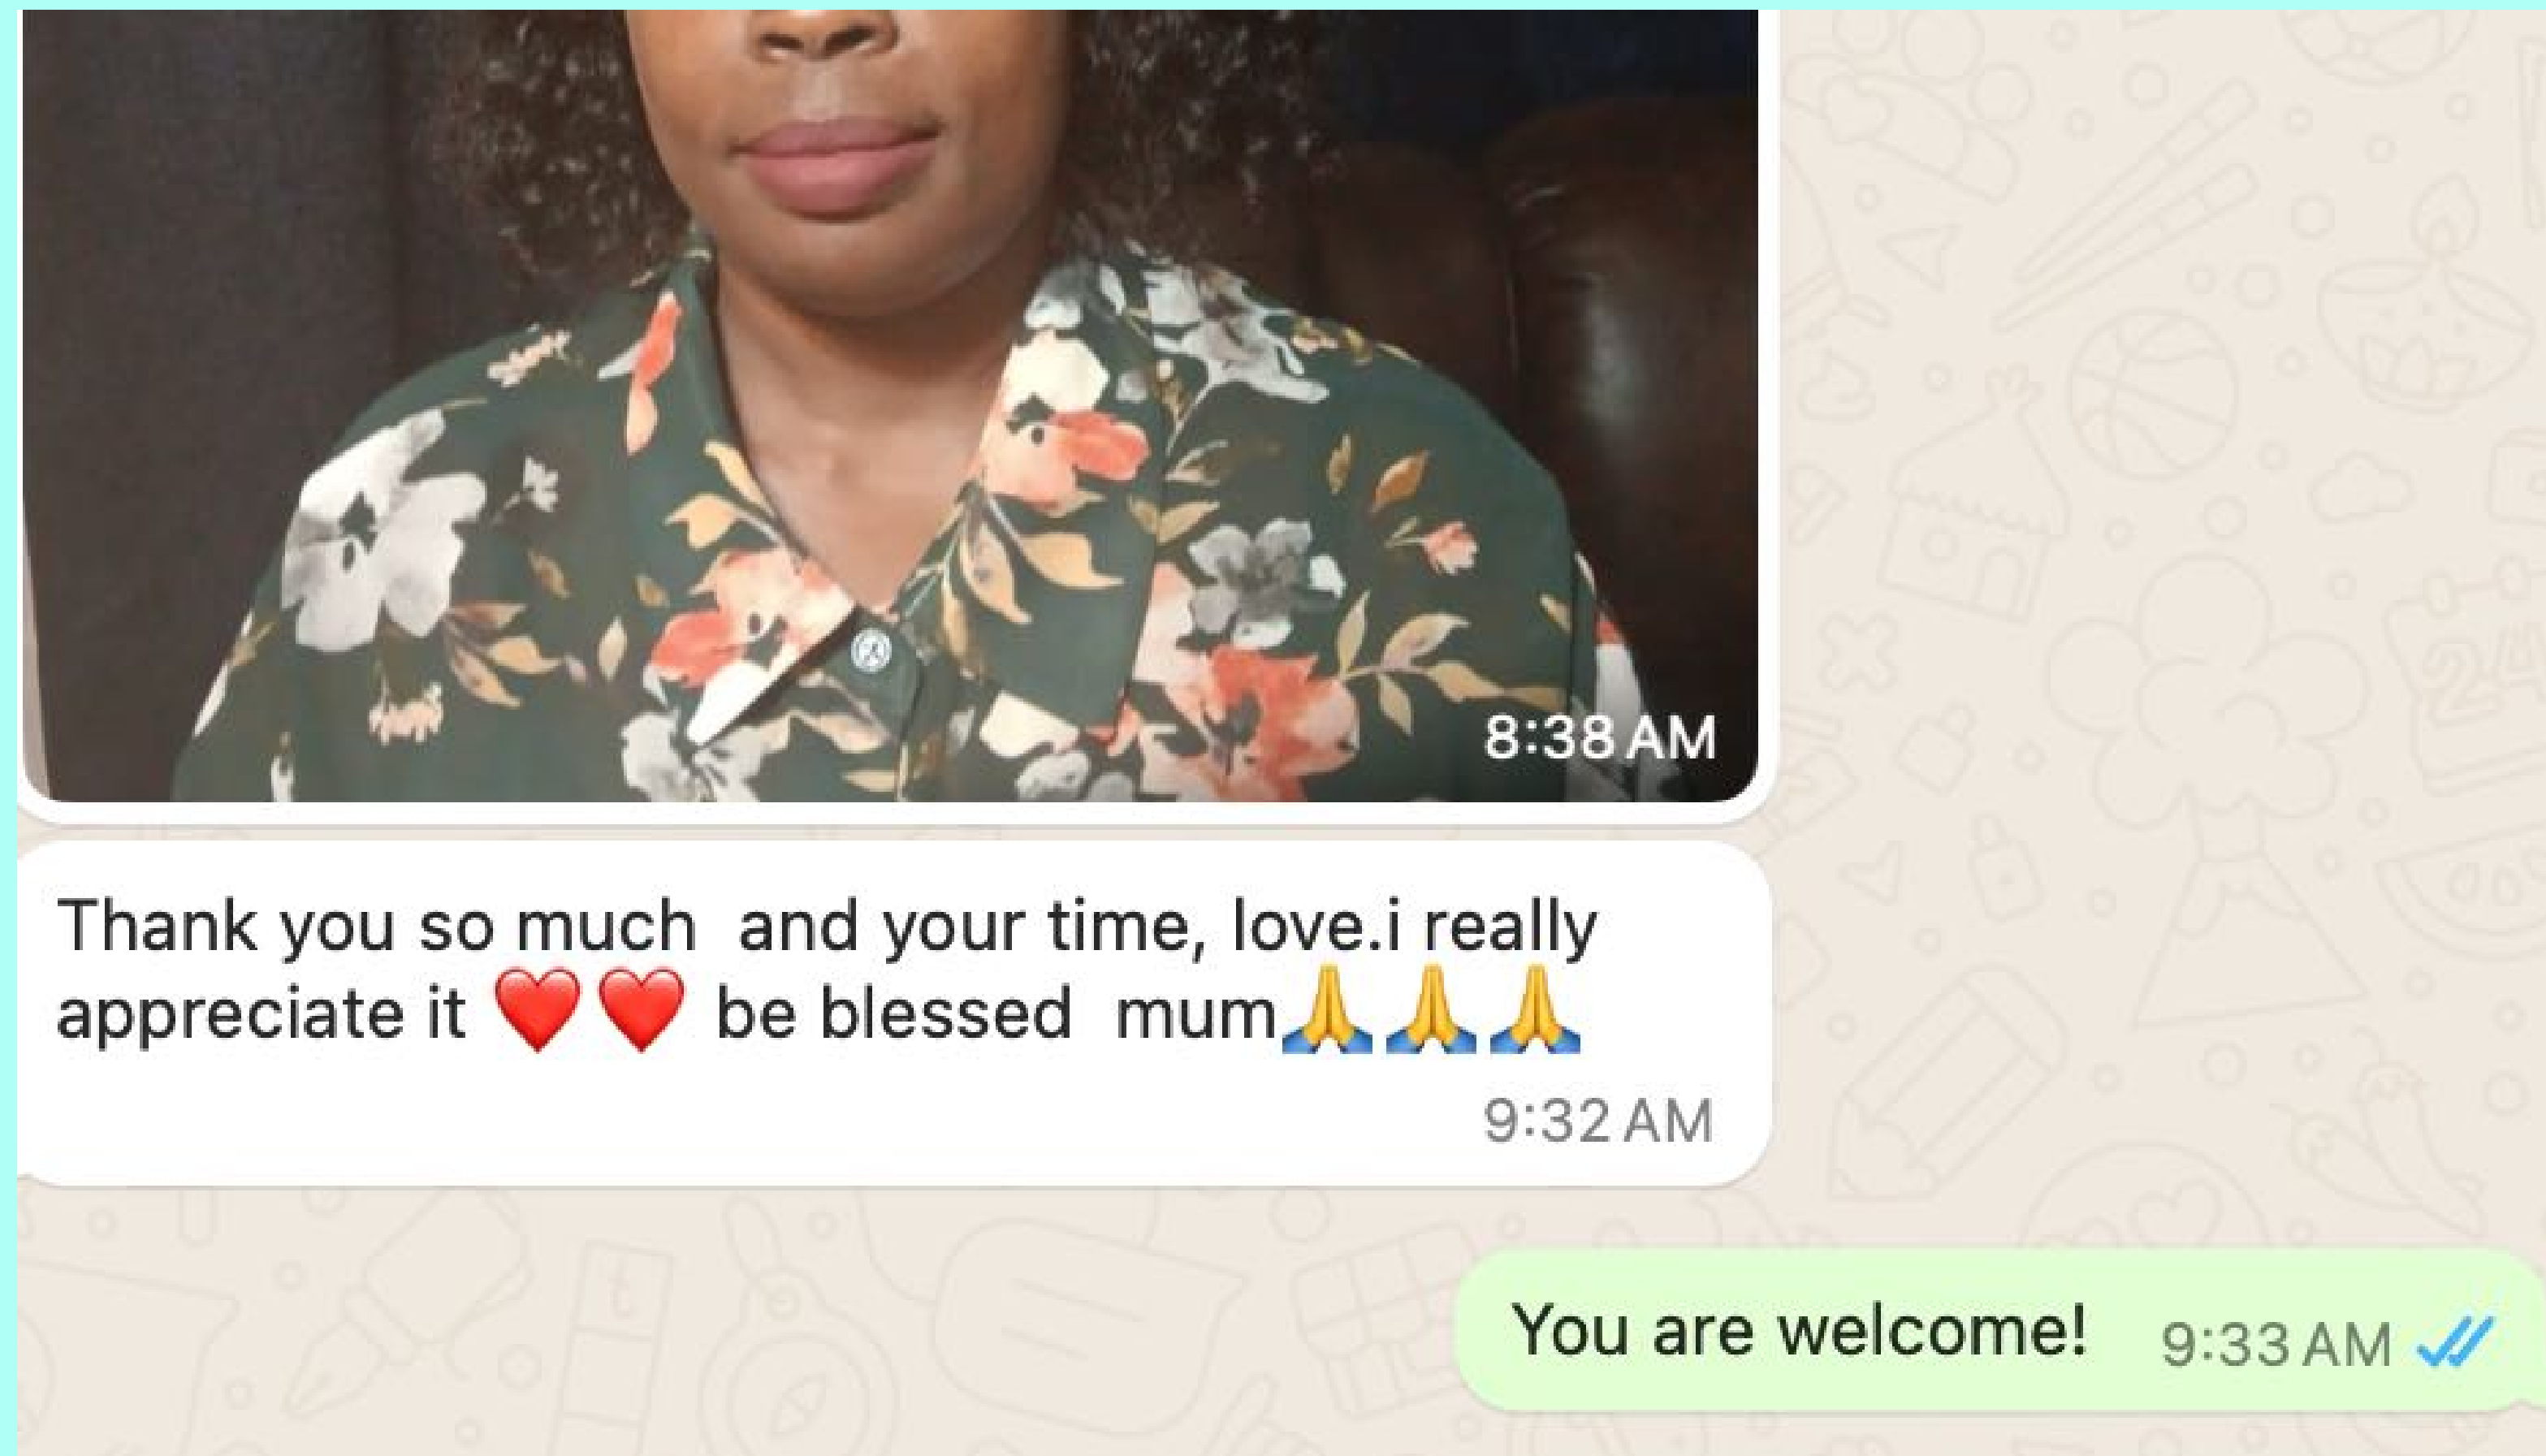 8:38 AM
Thank you so much  and your time, love.i really
appreciate it ❤️❤️ be blessed  mum🙏🙏🙏
9:32 AM
You are welcome! 9:33 AM